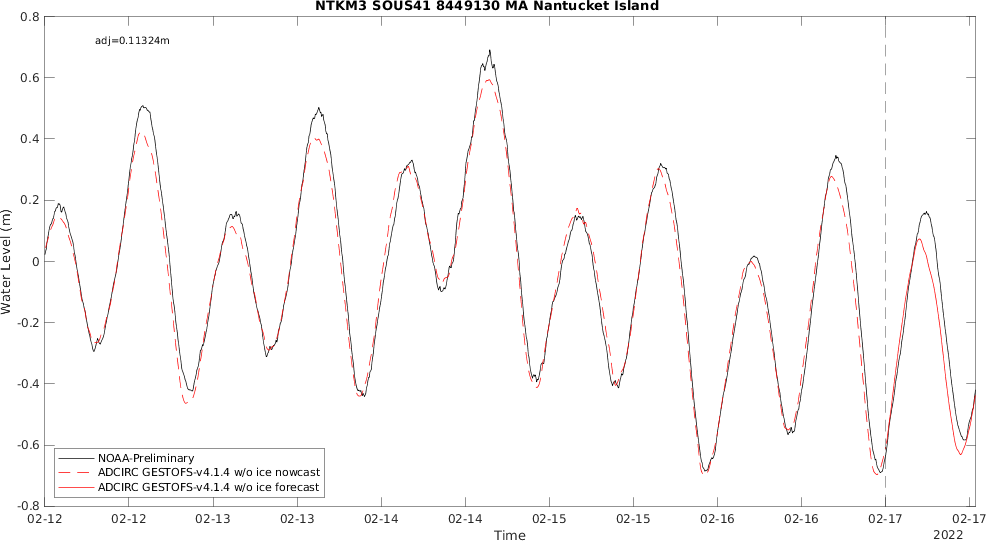 NTKM3 SOUS41 8449130 MA Nantucket Island
adj=0.11324m
0.8
0.6
0.4
0.2
0
-0.2
-0.4
-0.6
-0.8
Water Level (m)
NOAA-Preliminary
ADCIRC GESTOFS-v4.1.4 w/o ice nowcast
ADCIRC GESTOFS-v4.1.4 w/o ice forecast
02-12 02-12 02-13 02-13 02-14 02-14 02-15 02-15 02-16 02-16 02-17 02-17
2022
Time